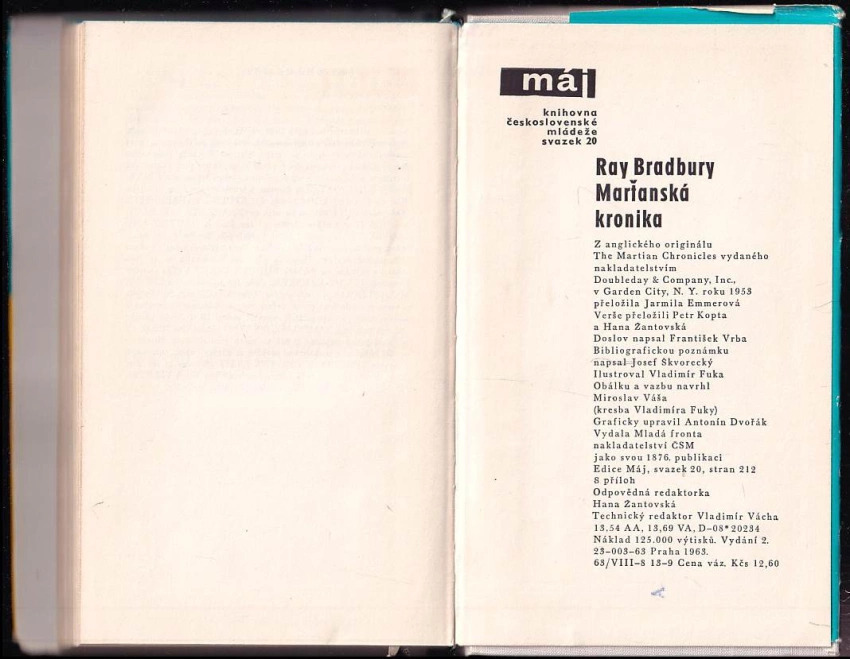 máj
knihovna
československé
mládeže
svazek 20
Ray Bradbury
Marťanská
kronika
Z anglického originálu
The Martian Chronicles vydaného
nakladatelstvím
Doubleday & Company, Inc.,
v Garden City, N. Y. roku 1953
přeložila Jarmila Emmerová
Verše přeložili Petr Kopta
a Hana Žantovská
Doslov napsal František Vrba
Bibliografickou poznámku
napsal Josef Škvorecký
Ilustroval Vladimír Fuka
Obálku a vazbu navrhl
Miroslav Váša
(kresba Vladimíra Fuky)
Graficky upravil Antonín Dvořák
Vydala Mladá fronta
nakladatelství ČSM
jako svou 1876. publikaci
Edice Máj, svazek 20, stran 212
8 příloh
Odpovědná redaktorka
Hana Žantovská
Technický redaktor Vladimír Vácha
13,54 AA, 13,69 VA, D-08*20234
Náklad 125.000 výtisků. Vydání 2.
23-003-63 Praha 1963.
63/VIII-8 13-9 Cena váz. Kčs 12,60
A